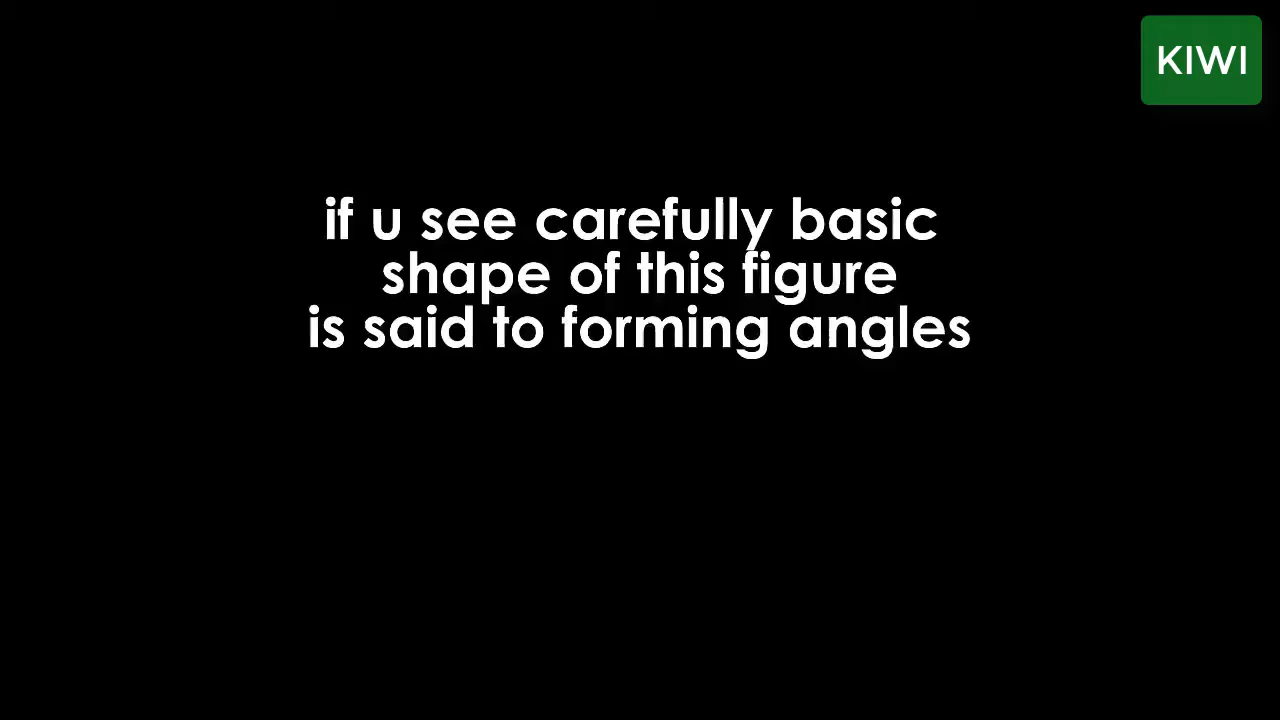 KIWI
if u see carefully basic
shape of this figure
is said to forming angles